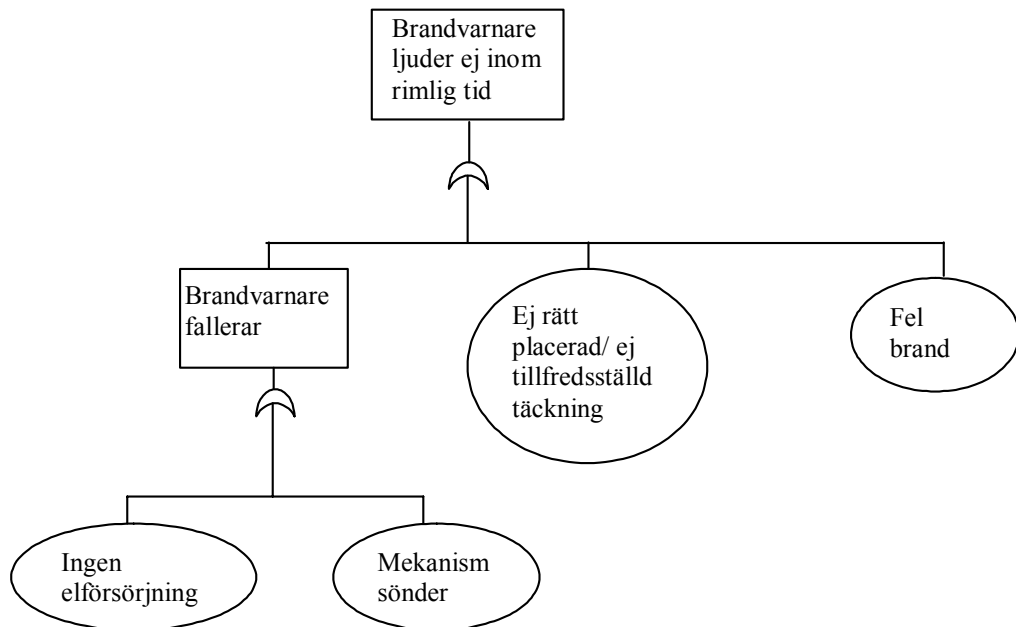 Brandvarnare
ljuder ej inom
rimlig tid
Brandvarnare
fallerar
Ej rätt
placerad/ ej
tillfredsställd
täckning
Fel
brand
Ingen
elförsörjning
Mekanism
sönder